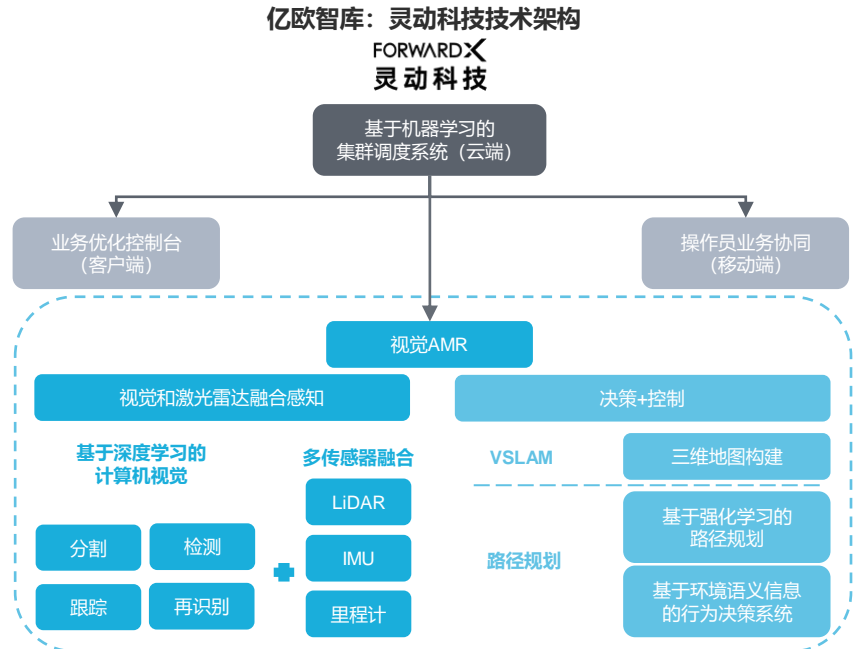 亿欧智库：灵动科技技术架构
FORWARDX
灵动科技
基于机器学习的
集群调度系统（云端）
业务优化控制台
（客户端）
操作员业务协同
（移动端）
视觉AMR
视觉和激光雷达融合感知
决策+控制
基于深度学习的
计算机视觉
多传感器融合
VSLAM
三维地图构建
LiDAR
分割
检测
IMU
跟踪
再识别
里程计
路径规划
基于强化学习的
路径规划
基于环境语义信息
的行为决策系统